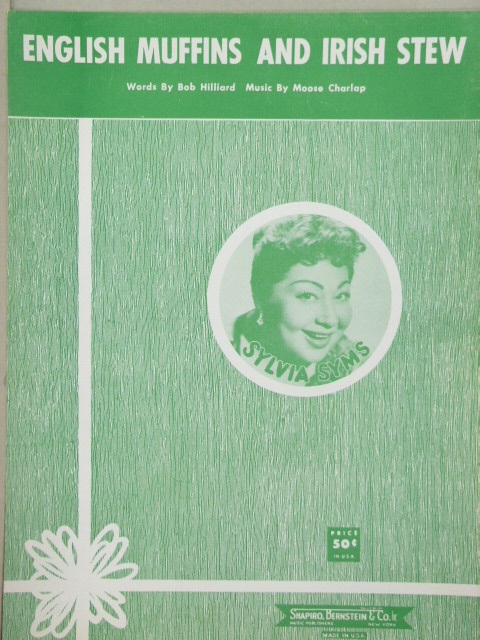 ENGLISH MUFFINS AND IRISH STEW
Words By Bob Hilliard Music By Moose Charlap
SYLVIA SYMS
PRICE
50¢
IN U.S.A.
SHAPIRO, BERNSTEIN & Co. Inc.
MUSIC PUBLISHERS NEW YORK
MADE IN U.S.A.